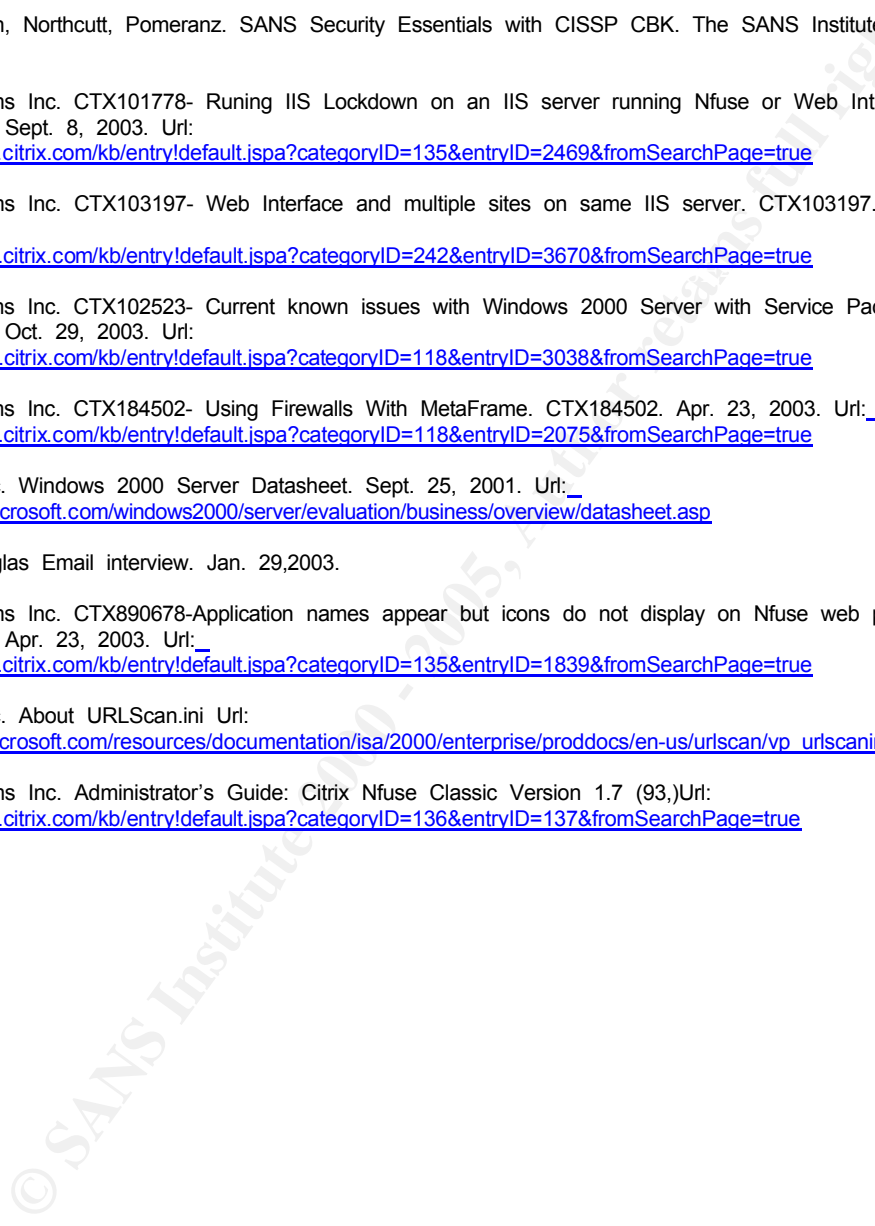 n, Northcutt, Pomeranz. SANS Security Essentials with CISSP CBK. The SANS Institute
ns Inc. CTX101778- Runing IIS Lockdown on an IIS server running Nfuse or Web Int
Sept. 8, 2003. Url:
.citrix.com/kb/entry!default.jspa?categoryID=135&entryID=2469&fromSearchPage=true
ns Inc. CTX103197- Web Interface and multiple sites on same IIS server. CTX103197.
.citrix.com/kb/entry!default.jspa?categoryID=242&entryID=3670&fromSearchPage=true
ns Inc. CTX102523- Current known issues with Windows 2000 Server with Service Pac
Oct. 29, 2003. Url:
.citrix.com/kb/entry!default.jspa?categoryID=118&entryID=3038&fromSearchPage=true
ns Inc. CTX184502- Using Firewalls With MetaFrame. CTX184502. Apr. 23, 2003. Url:
.citrix.com/kb/entry!default.jspa?categoryID=118&entryID=2075&fromSearchPage=true
. Windows 2000 Server Datasheet. Sept. 25, 2001. Url:
crosoft.com/windows2000/server/evaluation/business/overview/datasheet.asp
glas Email interview. Jan. 29,2003.
ns Inc. CTX890678-Application names appear but icons do not display on Nfuse web p
Apr. 23, 2003. Url:
.citrix.com/kb/entry!default.jspa?categoryID=135&entryID=1839&fromSearchPage=true
. About URLScan.ini Url:
crosoft.com/resources/documentation/isa/2000/enterprise/proddocs/en-us/urlscan/vp_urlscanin
ns Inc. Administrator's Guide: Citrix Nfuse Classic Version 1.7 (93,)Url:
.citrix.com/kb/entry!default.jspa?categoryID=136&entryID=137&fromSearchPage=true
© SANS Institute 2000 - 2005, Author retains full righ